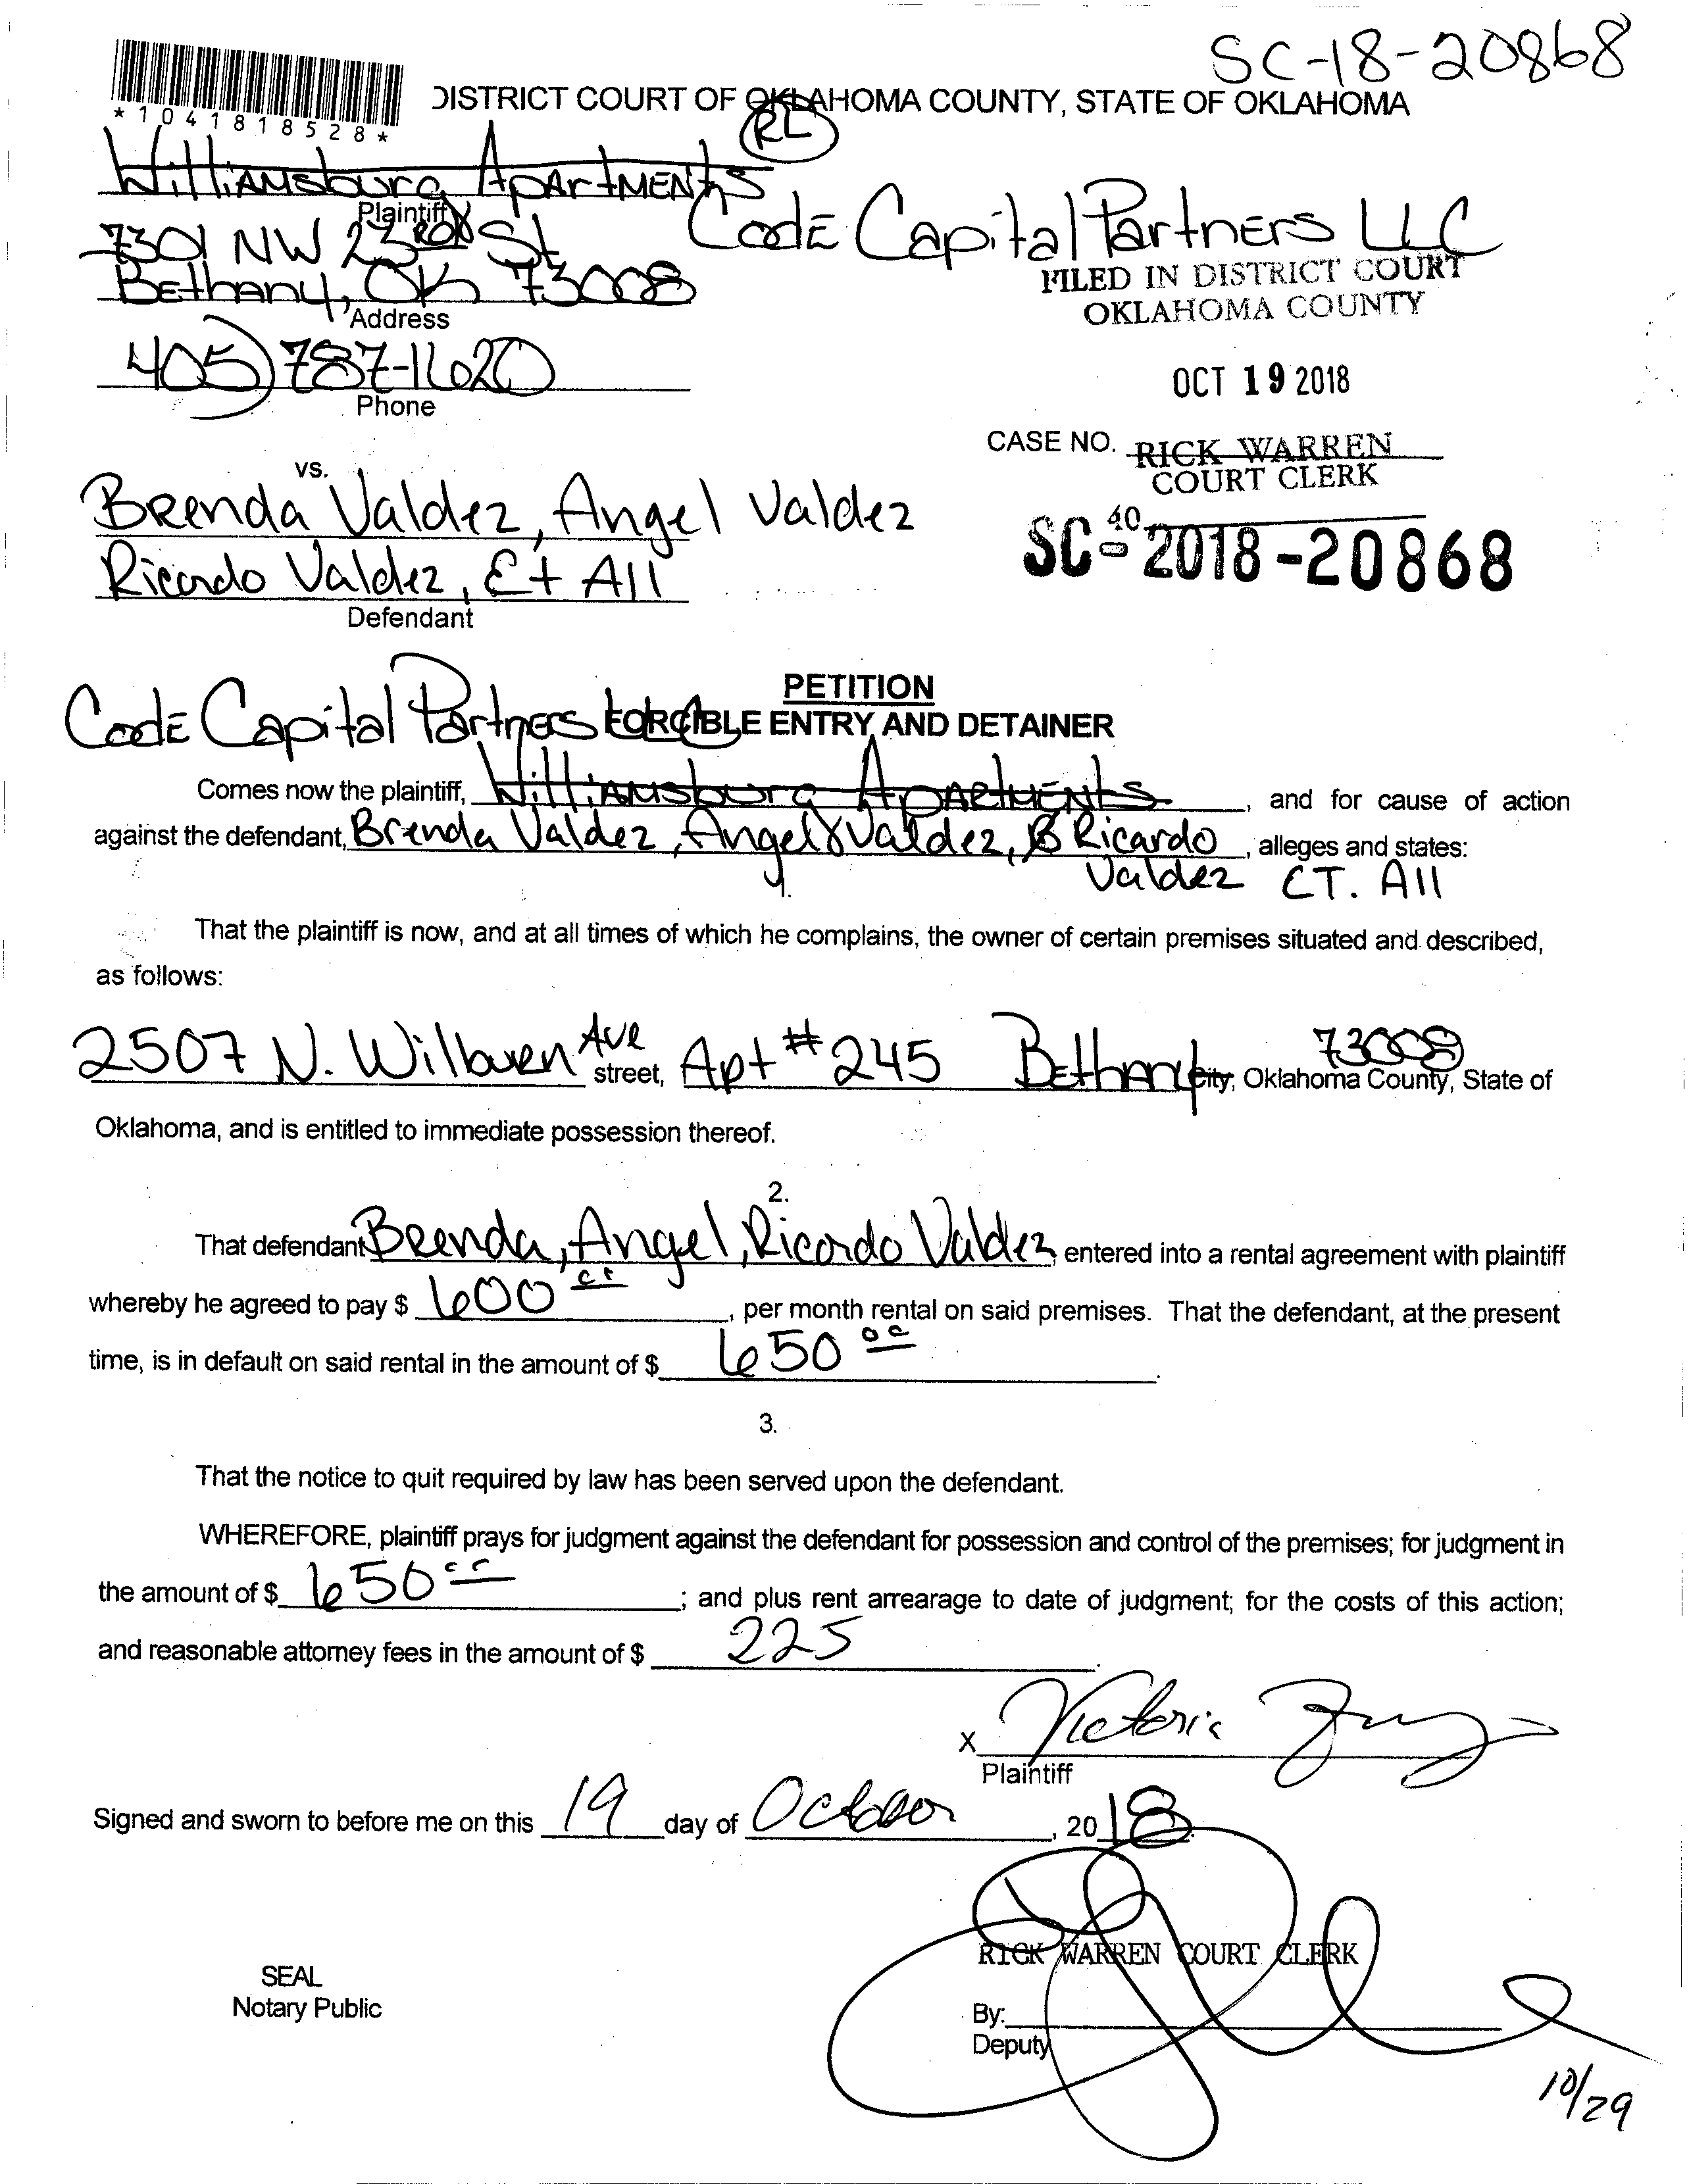 SC-18-20868
*1041818528*
DISTRICT COURT OF OKLAHOMA COUNTY, STATE OF OKLAHOMA
RL
Williamsburg Apartments
Plaintiff
Code Capital Partners LLC
7301 NW 23RD St
Bethany, OK 73008
Address
FILED IN DISTRICT COURT
OKLAHOMA COUNTY
405) 787-1620
Phone
OCT 19 2018
CASE NO.
RICK WARREN
COURT CLERK
40
SC-2018-20868
vs.
Brenda Valdez, Angel Valdez
Ricardo Valdez, Et All
Defendant
PETITION
Code Capital Partners LLC
FORCIBLE ENTRY AND DETAINER
Comes now the plaintiff, Williamsburg Apartments, and for cause of action
against the defendant, Brenda Valdez, Angel Valdez, Ricardo, alleges and states:
Valdez ET. All
1.
That the plaintiff is now, and at all times of which he complains, the owner of certain premises situated and described,
as follows:
2507 N. Wilburn Ave street, Apt #245 Bethany City, 73008 Oklahoma County, State of
Oklahoma, and is entitled to immediate possession thereof.
2.
That defendant Brenda, Angel, Ricardo Valdez, entered into a rental agreement with plaintiff
whereby he agreed to pay $ 600 00, per month rental on said premises. That the defendant, at the present
time, is in default on said rental in the amount of $ 650 00.
3.
That the notice to quit required by law has been served upon the defendant.
WHEREFORE, plaintiff prays for judgment against the defendant for possession and control of the premises; for judgment in
the amount of $ 650 00; and plus rent arrearage to date of judgment; for the costs of this action;
and reasonable attorney fees in the amount of $ 225.
X Victoria
Plaintiff
Signed and sworn to before me on this 19 day of October, 2018.
RICK WARREN COURT CLERK
SEAL
Notary Public
By:
Deputy
10/29